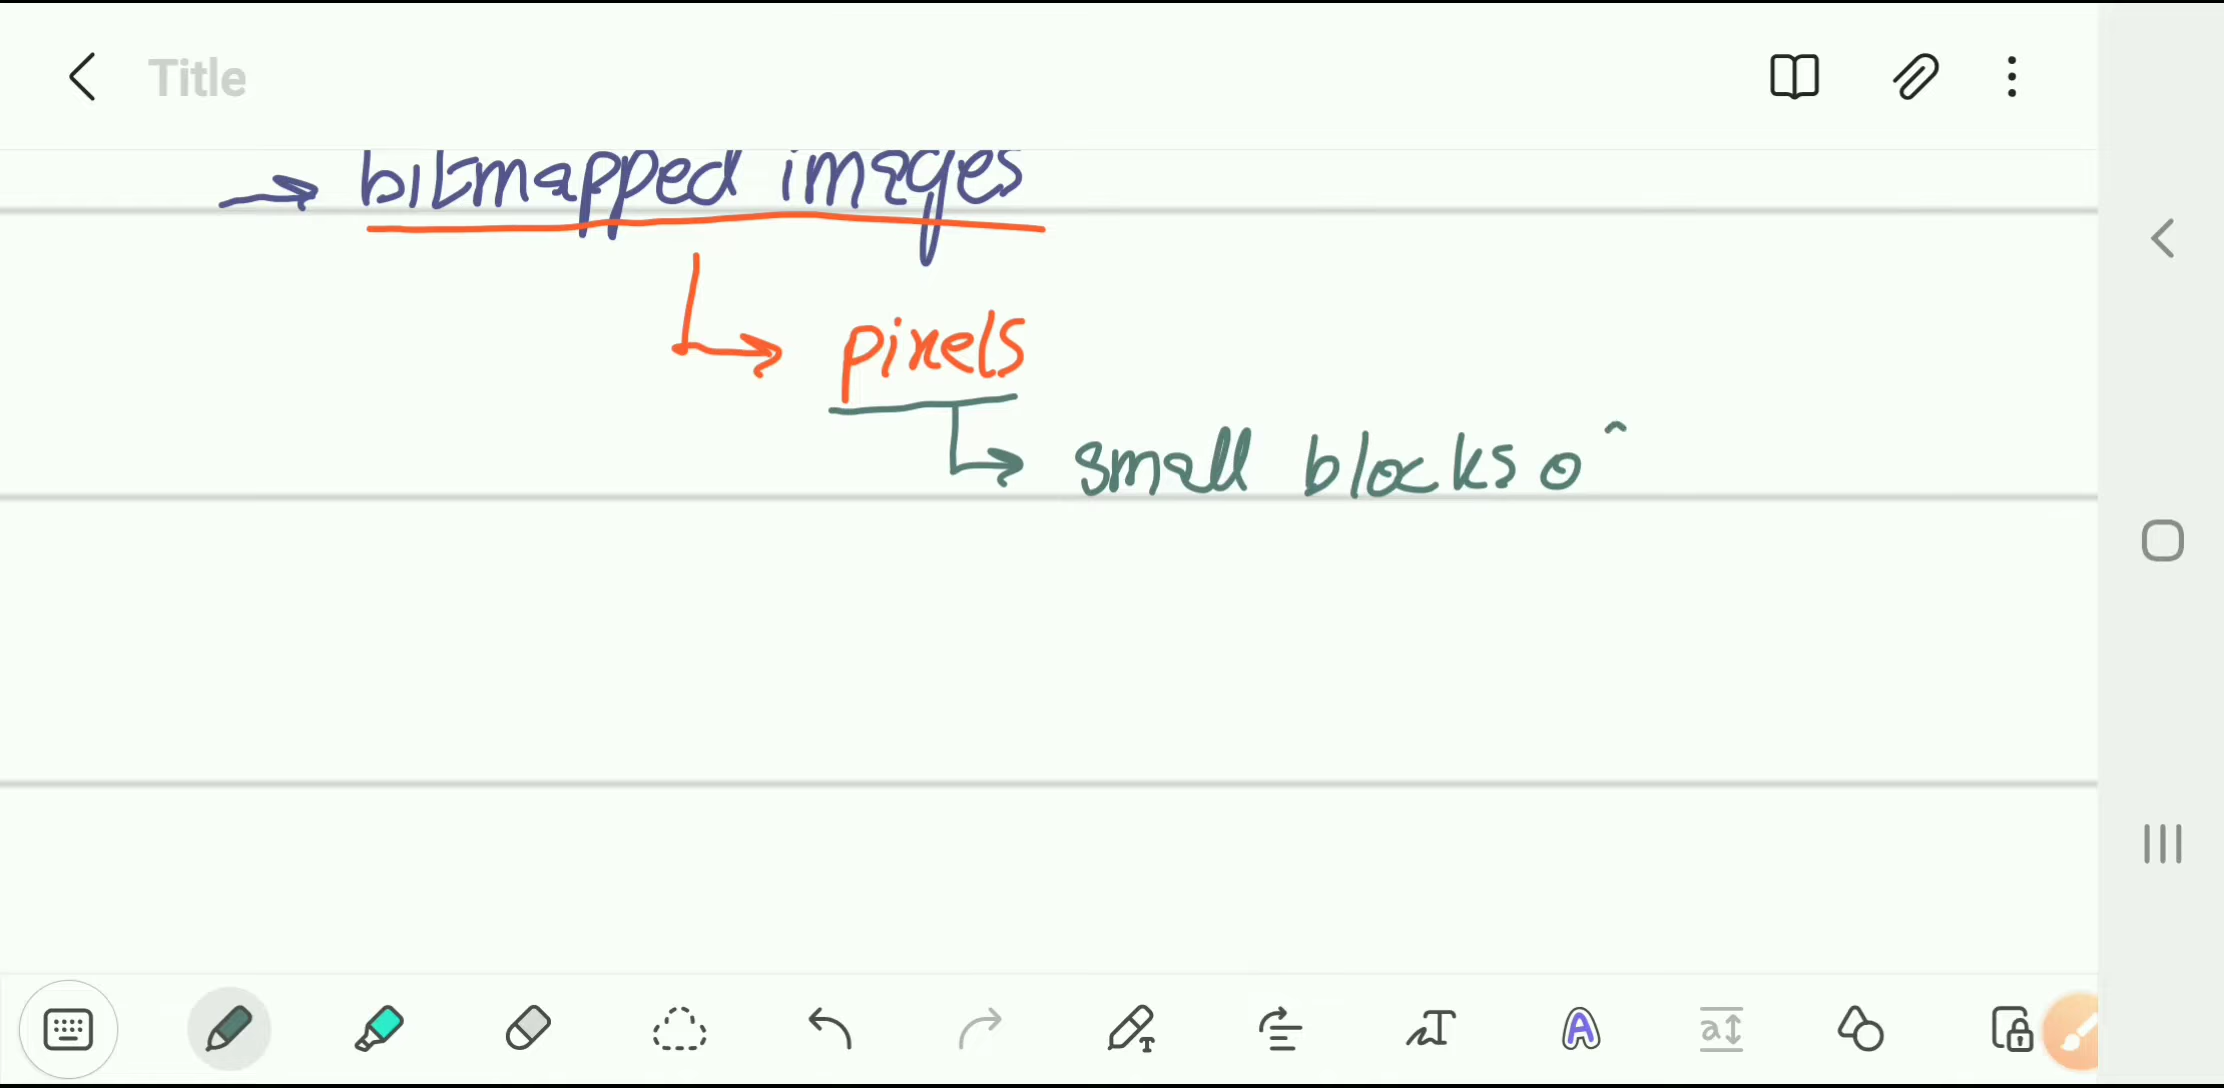 Title
→ bitmapped images
pixels
small blocks o